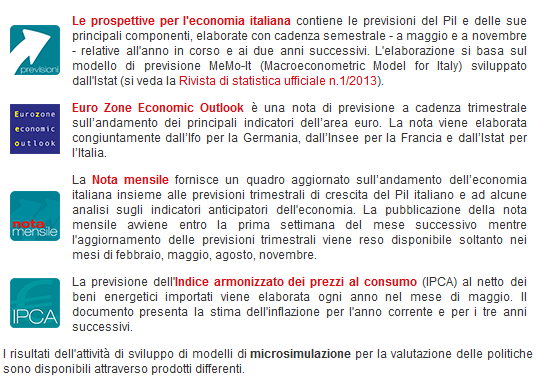 Le prospettive per l'economia italiana contiene le previsioni del Pil e delle sue
principali componenti, elaborate con cadenza semestrale - a maggio e a novembre
- relative all'anno in corso e ai due anni successivi. L'elaborazione si basa sul
modello di previsione MeMo-It (Macroeconometric Model for Italy) sviluppato
dall'Istat (si veda la Rivista di statistica ufficiale n.1/2013).
previsioni
Euro Zone Economic Outlook è una nota di previsione a cadenza trimestrale
sull'andamento dei principali indicatori dell'area euro. La nota viene elaborata
congiuntamente dall'Ifo per la Germania, dall'Insee per la Francia e dall'Istat per
l'Italia.
Eurozone
economic
outlook
La Nota mensile fornisce un quadro aggiornato sull'andamento dell'economia
italiana insieme alle previsioni trimestrali di crescita del Pil italiano e ad alcune
analisi sugli indicatori anticipatori dell'economia. La pubblicazione della nota
mensile avviene entro la prima settimana del mese successivo mentre
l'aggiornamento delle previsioni trimestrali viene reso disponibile soltanto nei
mesi di febbraio, maggio, agosto, novembre.
nota
mensile
La previsione dell'Indice armonizzato dei prezzi al consumo (IPCA) al netto dei
beni energetici importati viene elaborata ogni anno nel mese di maggio. Il
documento presenta la stima dell'inflazione per l'anno corrente e per i tre anni
successivi.
IPCA
I risultati dell'attività di sviluppo di modelli di microsimulazione per la valutazione delle politiche
sono disponibili attraverso prodotti differenti.